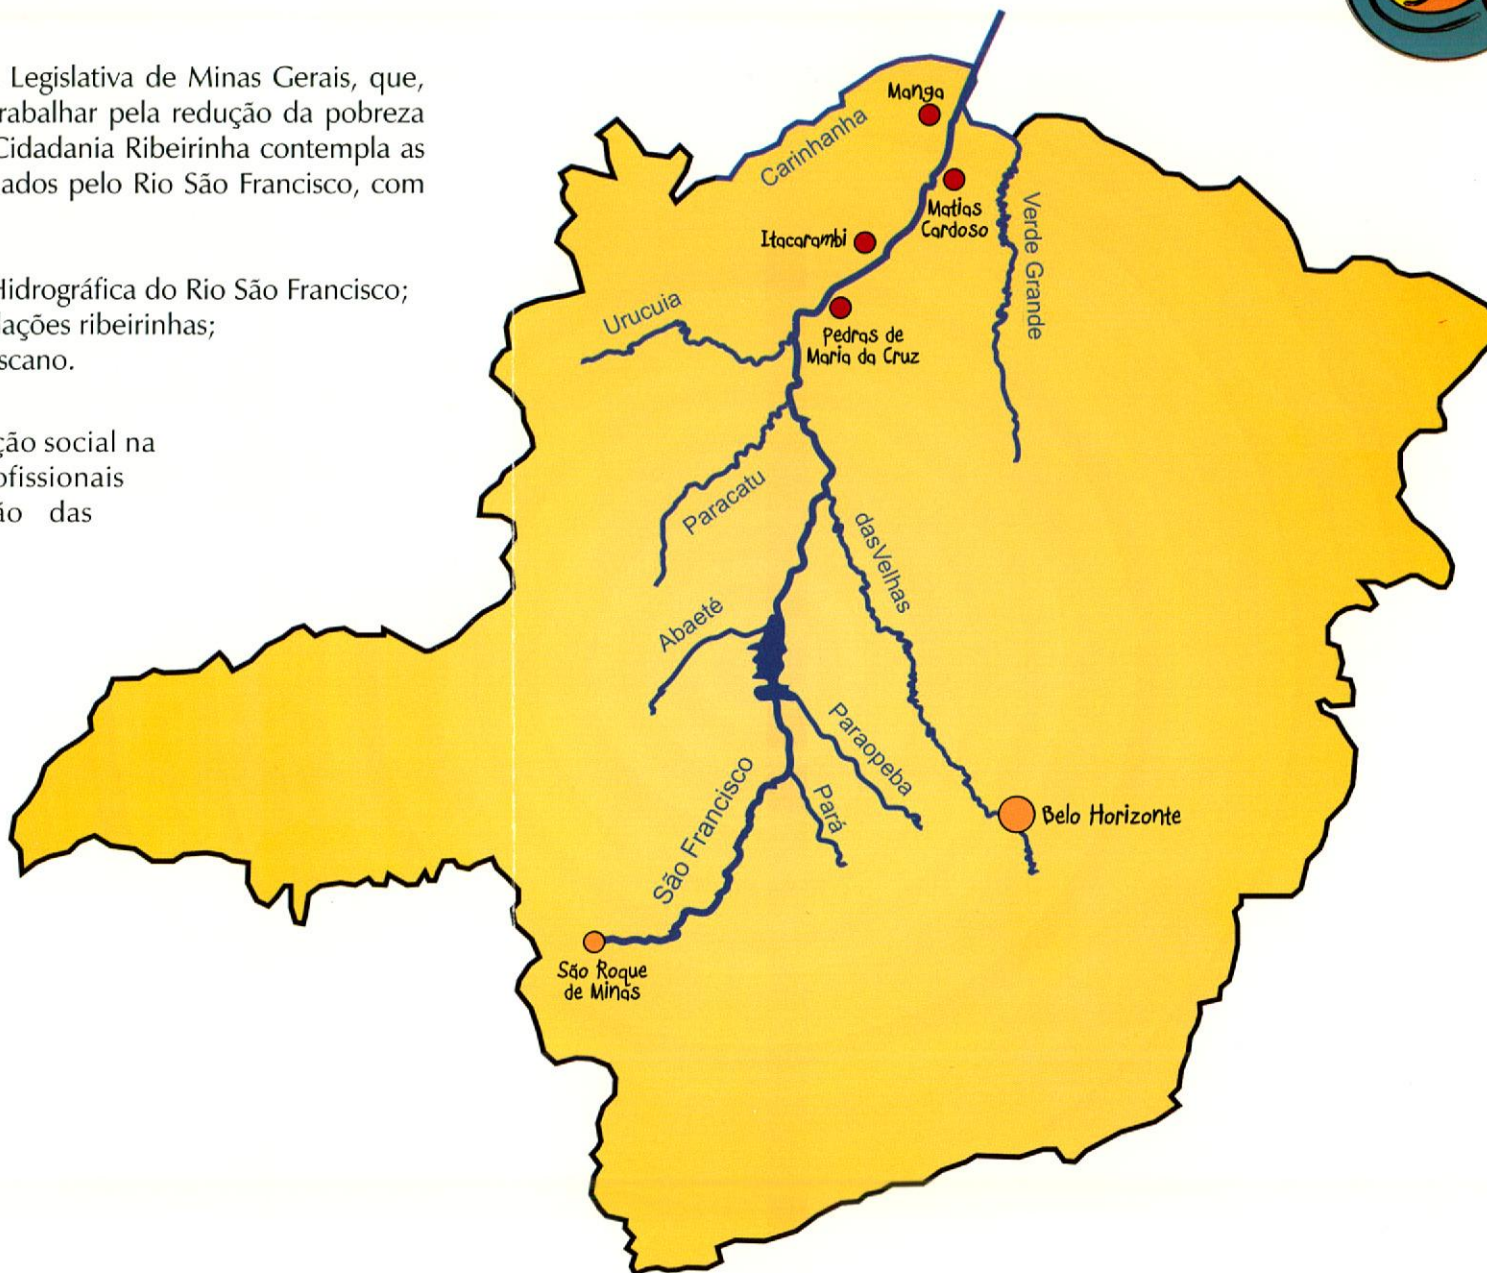 Legislativa de Minas Gerais, que,
rabalhar pela redução da pobreza
Cidadania Ribeirinha contempla as
ados pelo Rio São Francisco, com
Hidrográfica do Rio São Francisco;
lações ribeirinhas;
scano.
ção social na
ofissionais
ão das
Manga
Carinhanha
Matias
Cardoso
Itacarambi
Verde Grande
Urucuia
Pedras de
Maria da Cruz
Paracatu
das Velhas
Abaeté
Paraopeba
São Francisco
Pará
Belo Horizonte
São Roque
de Minas